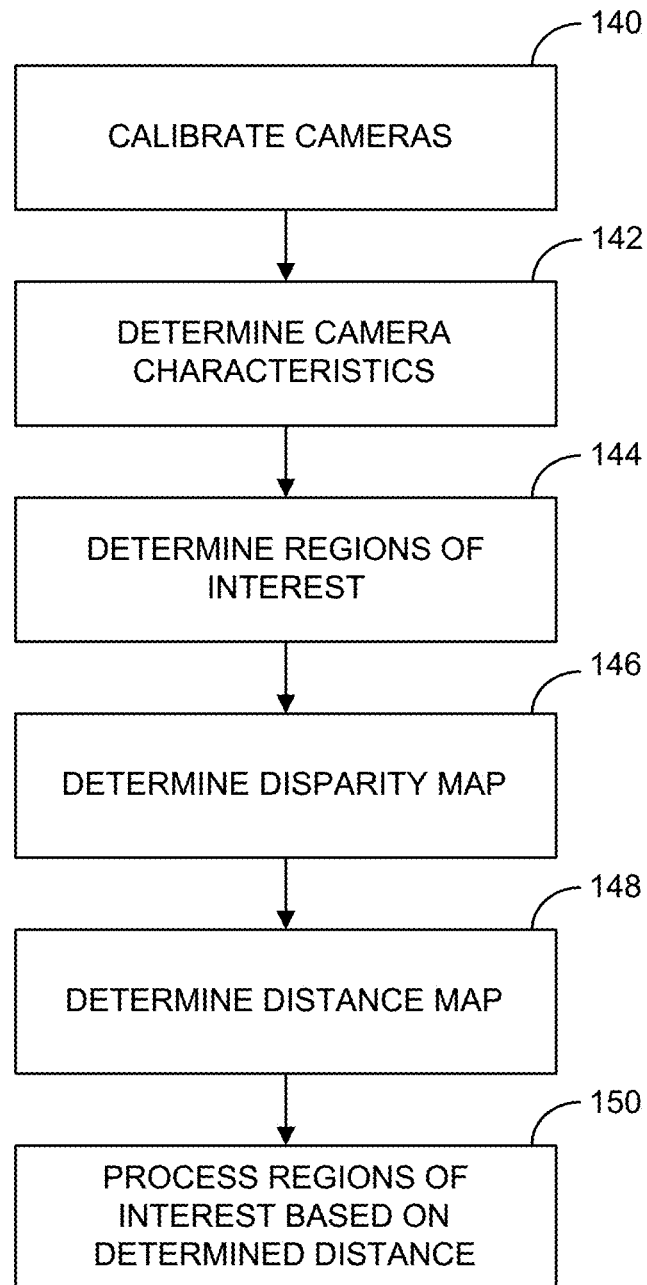 140
CALIBRATE CAMERAS
142
DETERMINE CAMERA
CHARACTERISTICS
144
DETERMINE REGIONS OF
INTEREST
146
DETERMINE DISPARITY MAP
148
DETERMINE DISTANCE MAP
150
PROCESS REGIONS OF
INTEREST BASED ON
DETERMINED DISTANCE